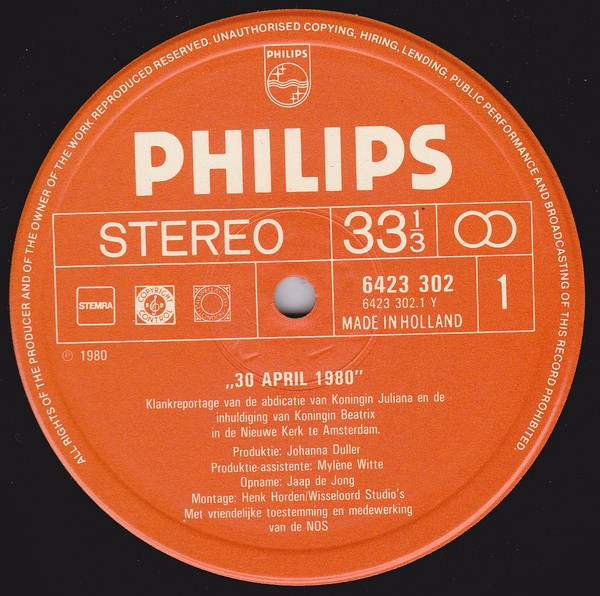 ALL RIGHTS OF THE PRODUCER AND OF THE OWNER OF THE WORK REPRODUCED RESERVED. UNAUTHORISED COPYING, HIRING, LENDING, PUBLIC PERFORMANCE AND BROADCASTING OF THIS RECORD PROHIBITED.
PHILIPS
PHILIPS
STEREO
33 1/3
6423 302
6423 302.1 Y
MADE IN HOLLAND
1
STEMRA
COPYRIGHT CONTROL
℗ 1980
„30 APRIL 1980"
Klankreportage van de abdicatie van Koningin Juliana en de
inhuldiging van Koningin Beatrix
in de Nieuwe Kerk te Amsterdam.
Produktie: Johanna Duller
Produktie-assistente: Mylène Witte
Opname: Jaap de Jong
Montage: Henk Horden/Wisseloord Studio's
Met vriendelijke toestemming en medewerking
van de NOS